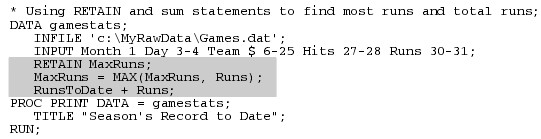 * Using RETAIN and sum statements to find most runs and total runs;
DATA gamestats;
   INFILE 'c:\MyRawData\Games.dat';
   INPUT Month 1 Day 3-4 Team $ 6-25 Hits 27-28 Runs 30-31;
   RETAIN MaxRuns;
   MaxRuns = MAX(MaxRuns, Runs);
   RunsToDate + Runs;
PROC PRINT DATA = gamestats;
   TITLE "Season's Record to Date";
RUN;